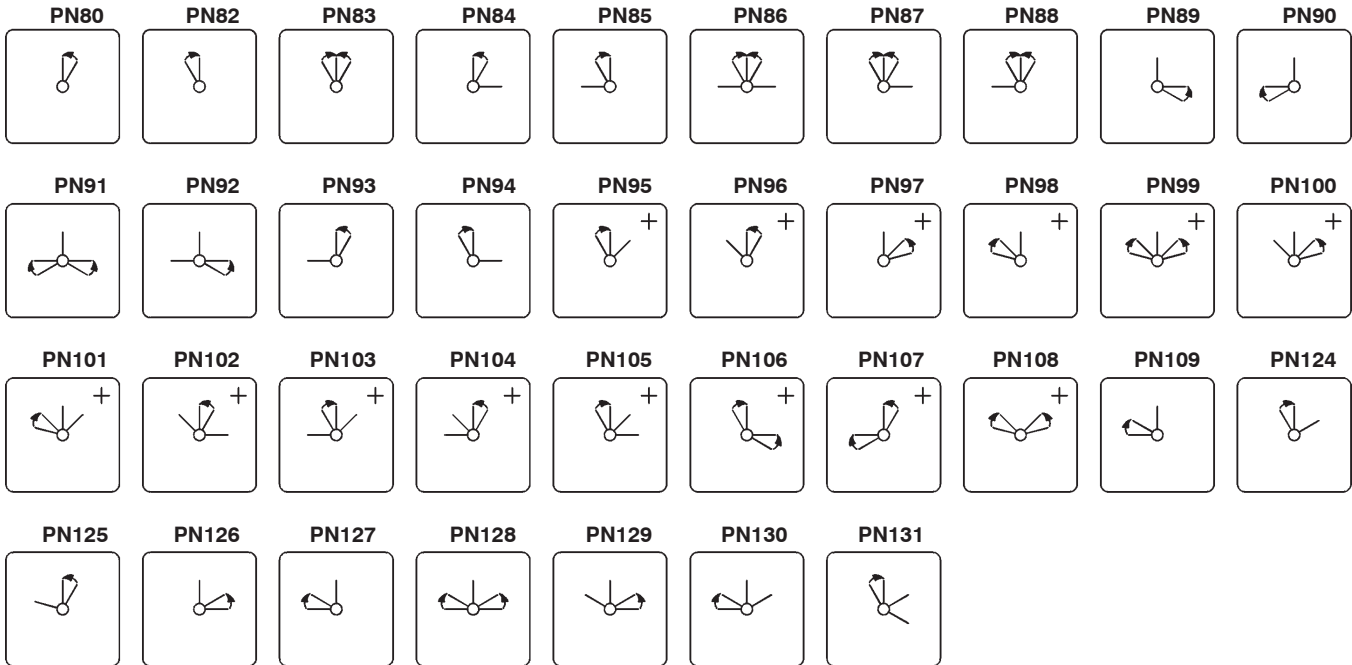 PN80 PN82 PN83 PN84 PN85 PN86 PN87 PN88 PN89 PN90
PN91 PN92 PN93 PN94 PN95 PN96 PN97 PN98 PN99 PN100
+ + + + + +
PN101 PN102 PN103 PN104 PN105 PN106 PN107 PN108 PN109 PN124
+ + + + + + + +
PN125 PN126 PN127 PN128 PN129 PN130 PN131